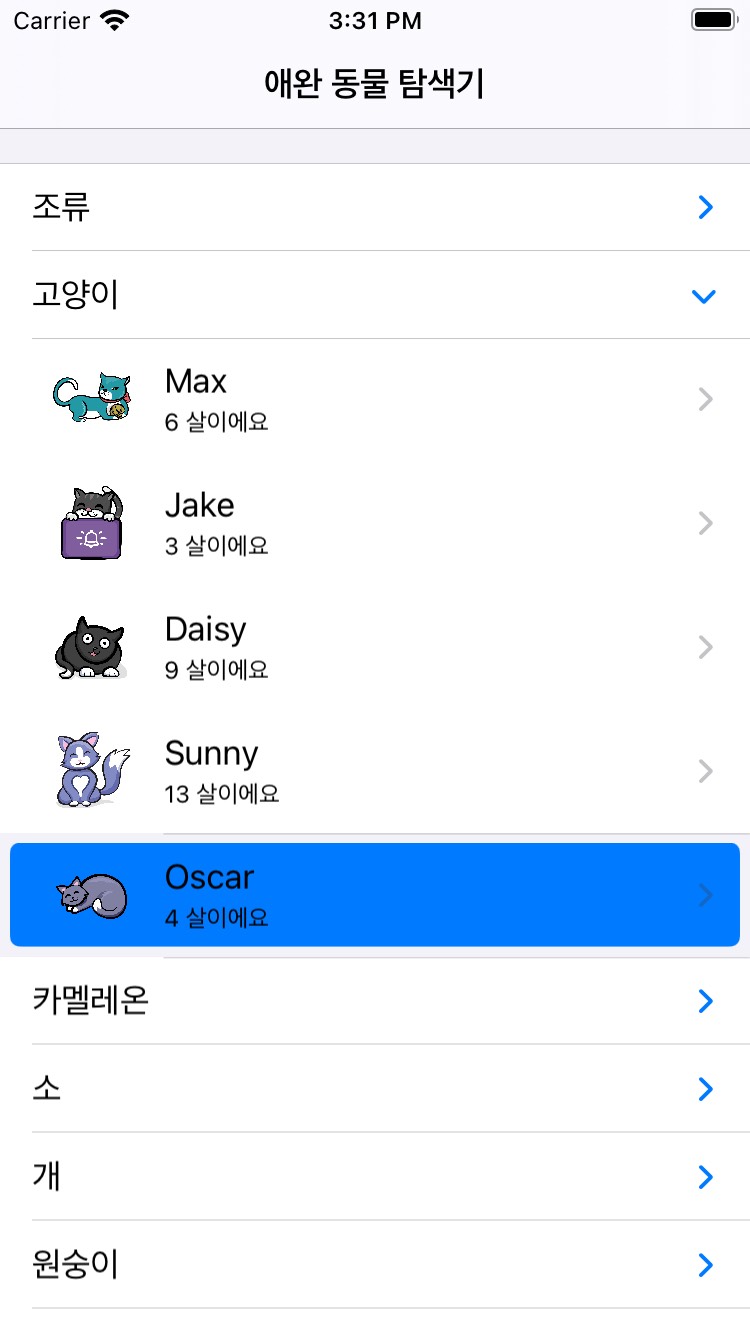 Carrier 3:31 PM
애완 동물 탐색기
조류
고양이
Max
6 살이에요
Jake
3 살이에요
Daisy
9 살이에요
Sunny
13 살이에요
Oscar
4 살이에요
카멜레온
소
개
원숭이